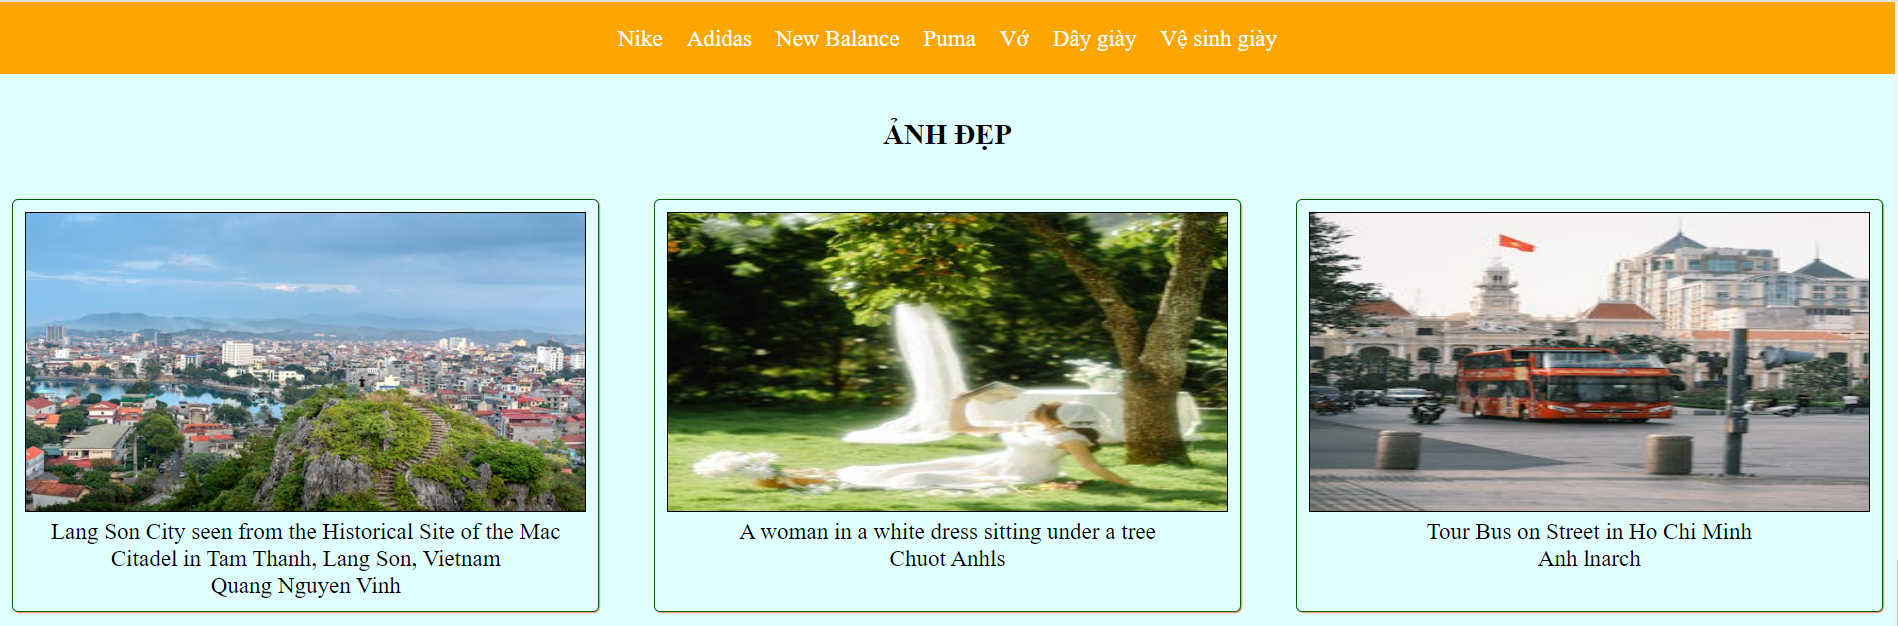 Nike Adidas New Balance Puma Vớ Dây giày Vệ sinh giày
ẢNH ĐẸP
Lang Son City seen from the Historical Site of the Mac
Citadel in Tam Thanh, Lang Son, Vietnam
Quang Nguyen Vinh
A woman in a white dress sitting under a tree
Chuot Anhls
Tour Bus on Street in Ho Chi Minh
Anh lnarch